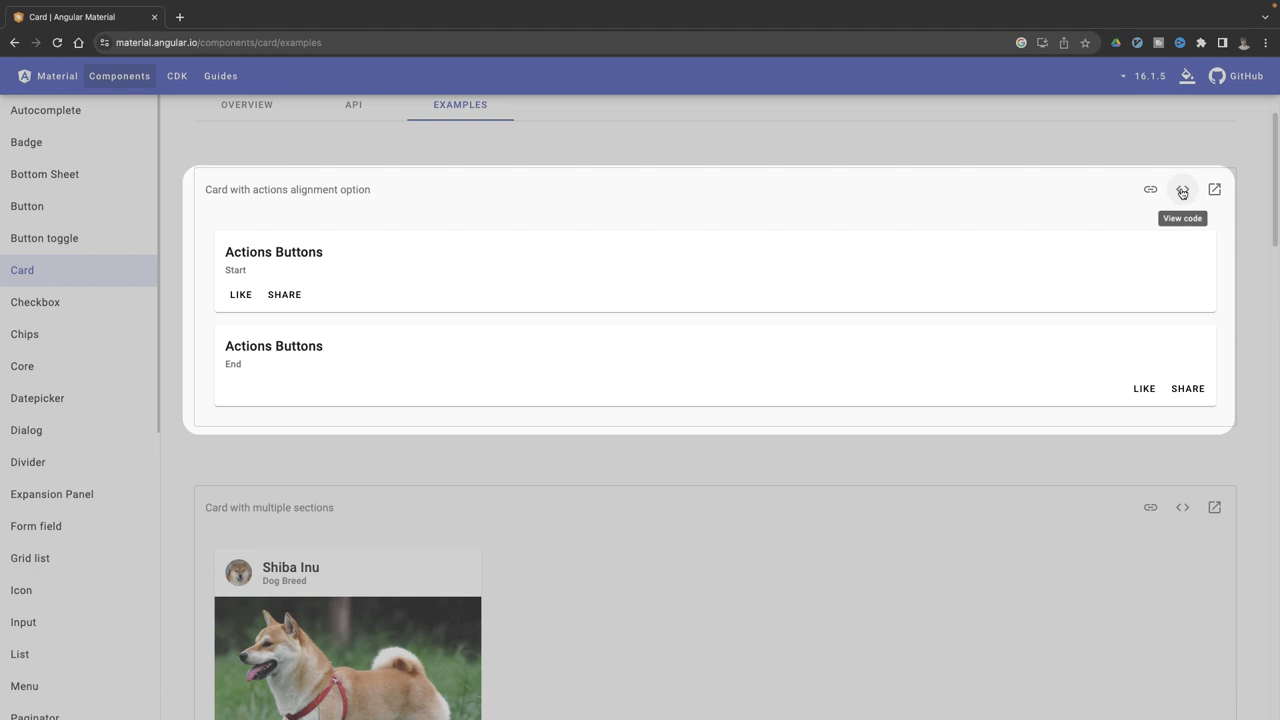 Card | Angular Material
material.angular.io/components/card/examples
Material Components CDK Guides 16.1.5 GitHub
OVERVIEW API EXAMPLES
Autocomplete
Badge
Bottom Sheet
Button
Button toggle
Card
Checkbox
Chips
Core
Datepicker
Dialog
Divider
Expansion Panel
Form field
Grid list
Icon
Input
List
Menu
Paginator
Card with actions alignment option
View code
Actions Buttons
Start
LIKE SHARE
Actions Buttons
End
LIKE SHARE
Card with multiple sections
Shiba Inu
Dog Breed